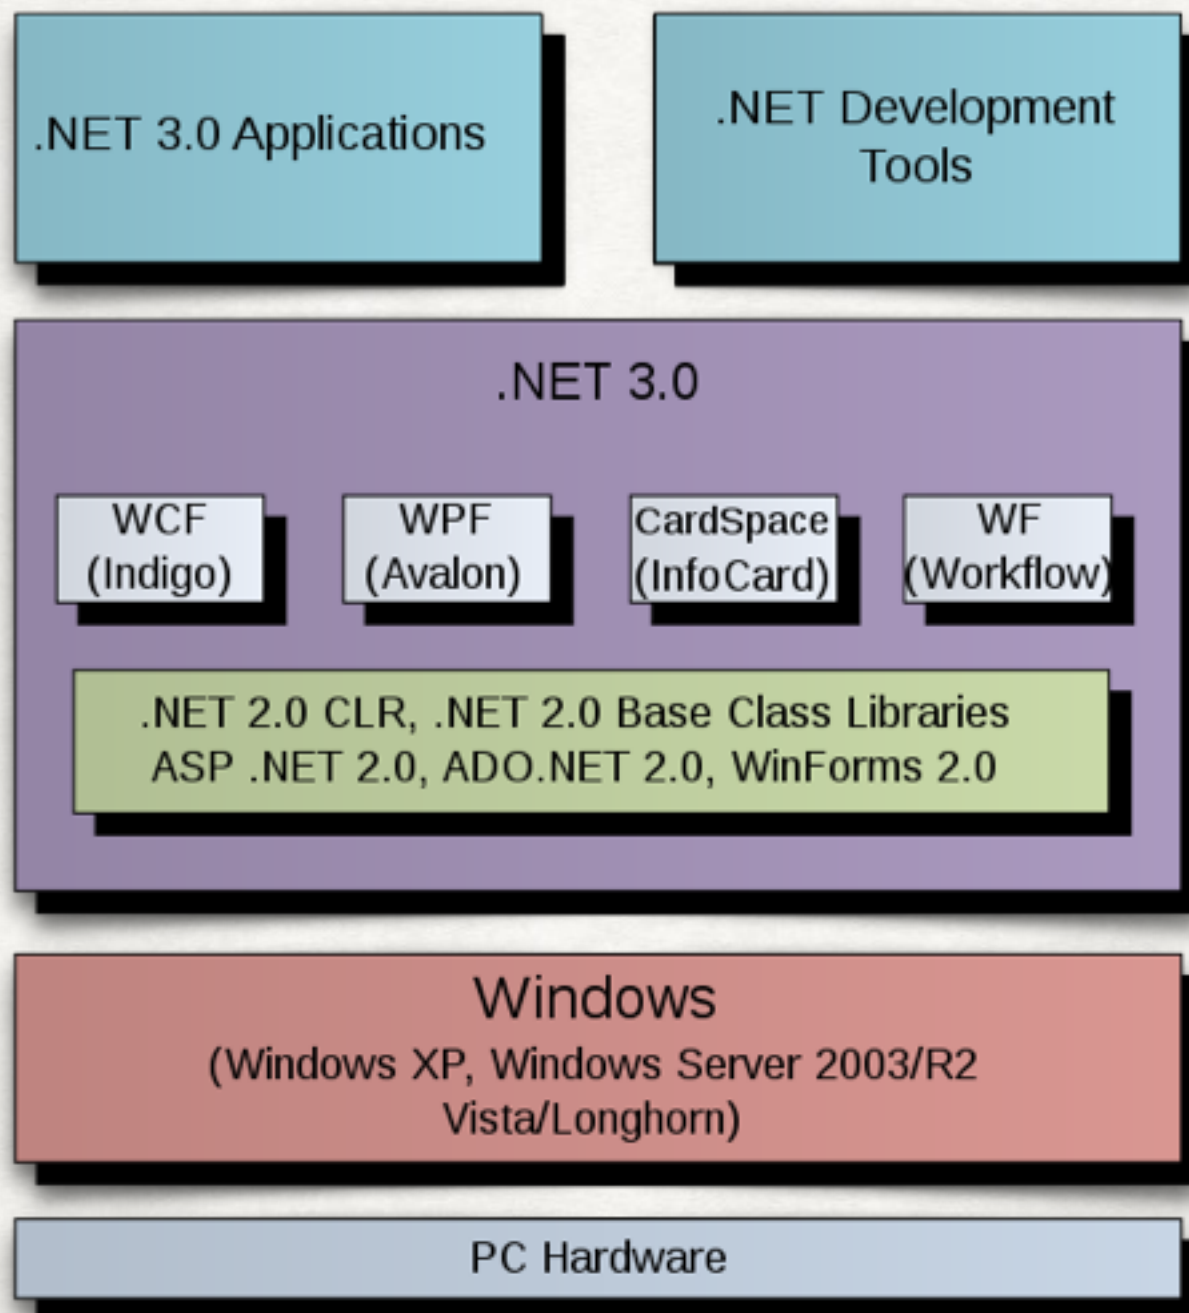 .NET 3.0 Applications
.NET Development
Tools
.NET 3.0
WCF
(Indigo)
WPF
(Avalon)
CardSpace
(InfoCard)
WF
(Workflow)
.NET 2.0 CLR, .NET 2.0 Base Class Libraries
ASP .NET 2.0, ADO.NET 2.0, WinForms 2.0
Windows
(Windows XP, Windows Server 2003/R2
Vista/Longhorn)
PC Hardware